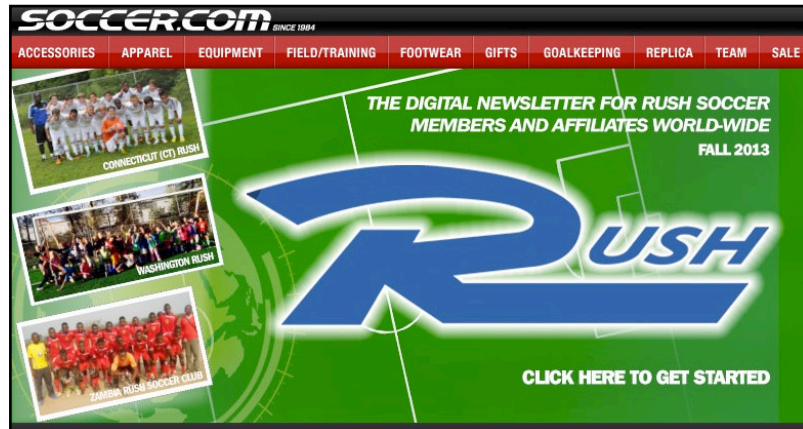 SOCCER.COM SINCE 1984
ACCESSORIES APPAREL EQUIPMENT FIELD/TRAINING FOOTWEAR GIFTS GOALKEEPING REPLICA TEAM SALE
THE DIGITAL NEWSLETTER FOR RUSH SOCCER
MEMBERS AND AFFILIATES WORLD-WIDE
FALL 2013
CONNECTICUT (CT) RUSH
WASHINGTON RUSH
RUSH
ZAMBIA RUSH SOCCER CLUB
CLICK HERE TO GET STARTED